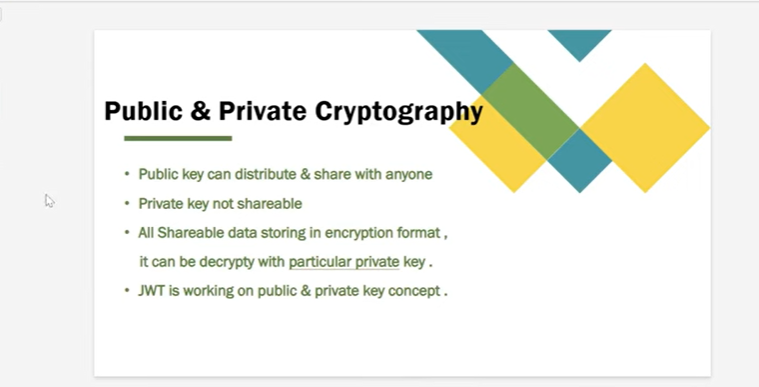 Public & Private Cryptography
• Public key can distribute & share with anyone
• Private key not shareable
• All Shareable data storing in encryption format ,
it can be decrypty with particular private key .
• JWT is working on public & private key concept .